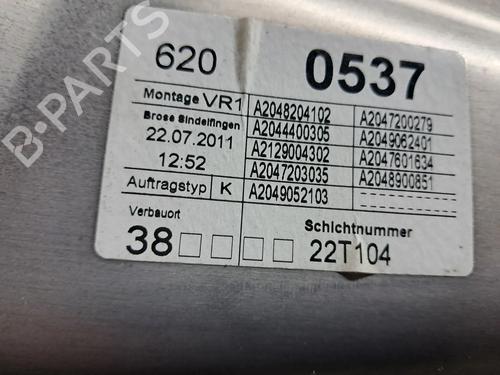 620 0537
Montage VR1
Brose Sindelfingen
22.07.2011
12:52
Auftragstyp K
A2048204102
A2044400305
A2129004302
A2047203035
A2049052103
A2047200279
A2049062401
A2047601634
A2048900851
Verbauort
38
Schichtnummer
22T104
B-PARTS